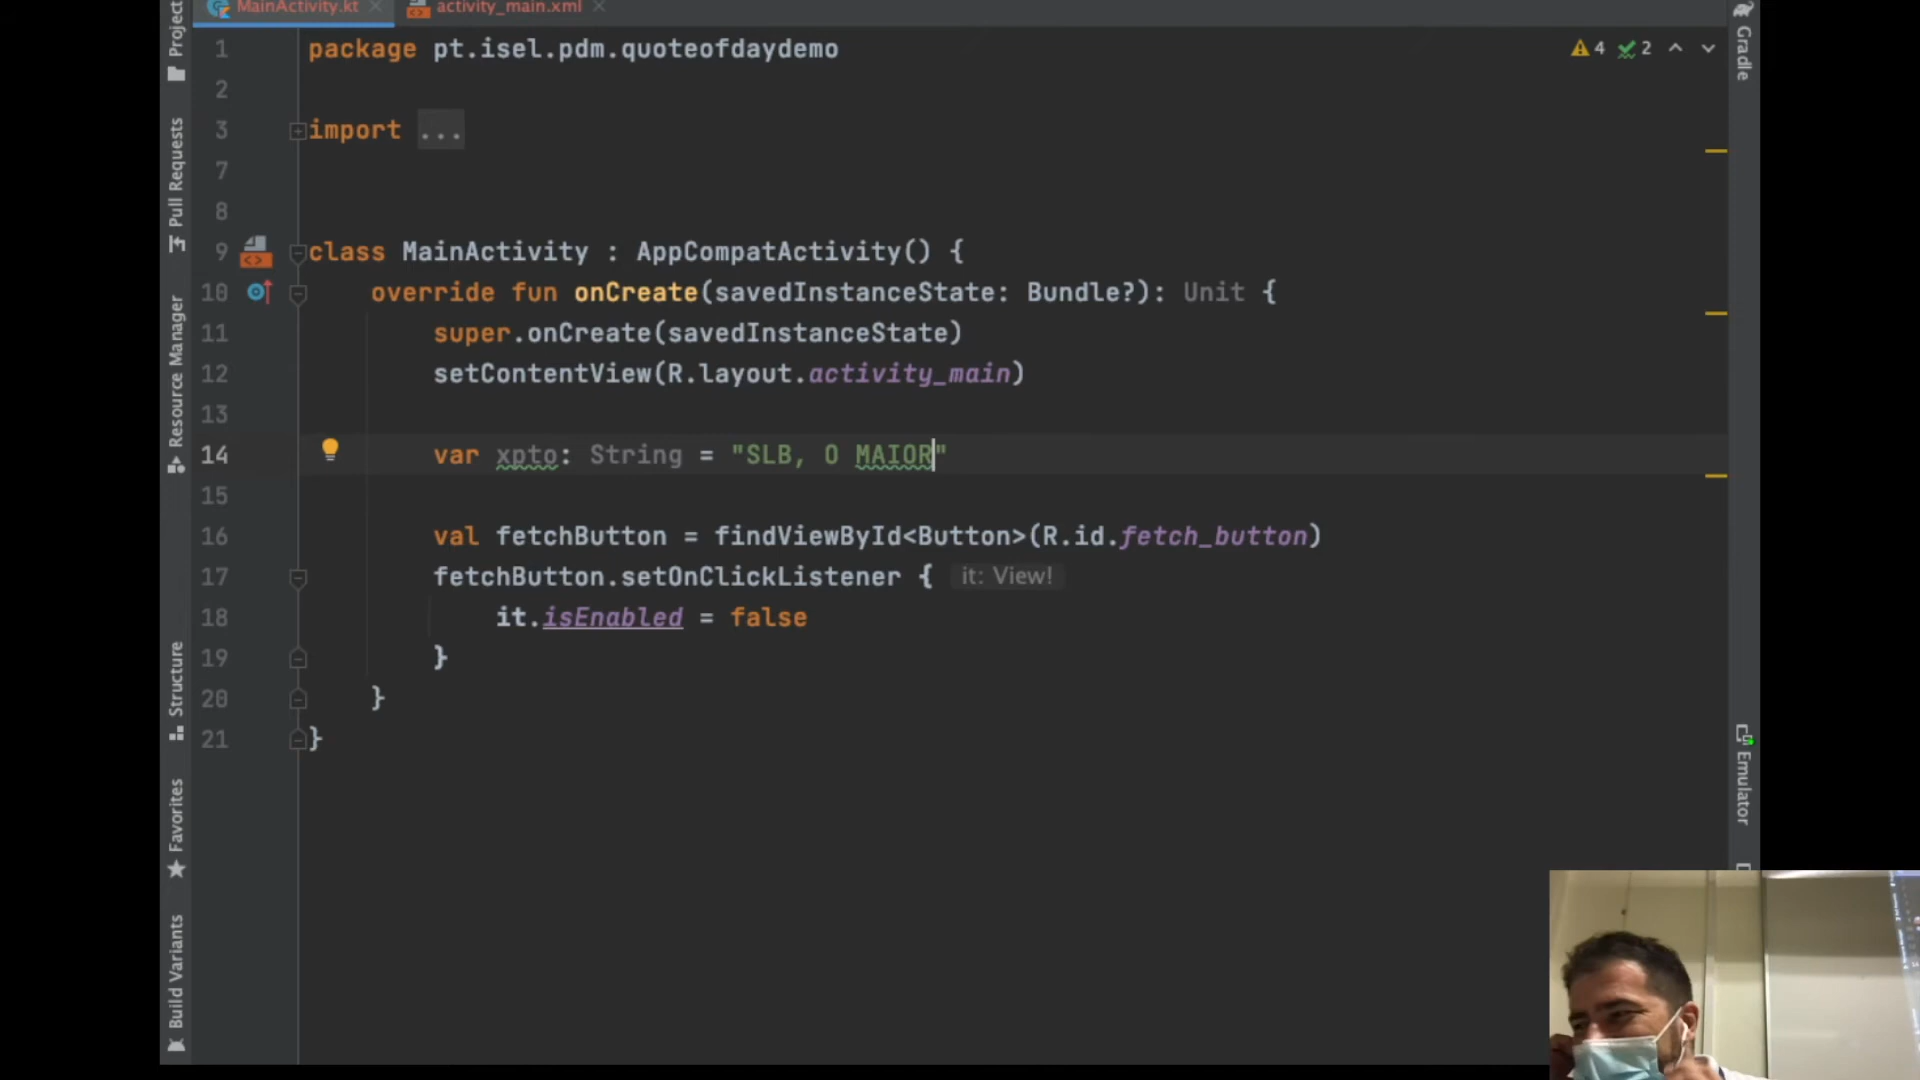 MainActivity.kt
activity_main.xml
1 package pt.isel.pdm.quoteofdaydemo
4 2
2
3 import ...
7
8
9 class MainActivity : AppCompatActivity() {
10 override fun onCreate(savedInstanceState: Bundle?): Unit {
11 super.onCreate(savedInstanceState)
12 setContentView(R.layout.activity_main)
13
14 var xpto: String = "SLB, O MAIOR"
15
16 val fetchButton = findViewById<Button>(R.id.fetch_button)
17 fetchButton.setOnClickListener { it: View!
18 it.isEnabled = false
19 }
20 }
21 }
Project
Pull Requests
Resource Manager
Structure
Favorites
Build Variants
Gradle
Emulator